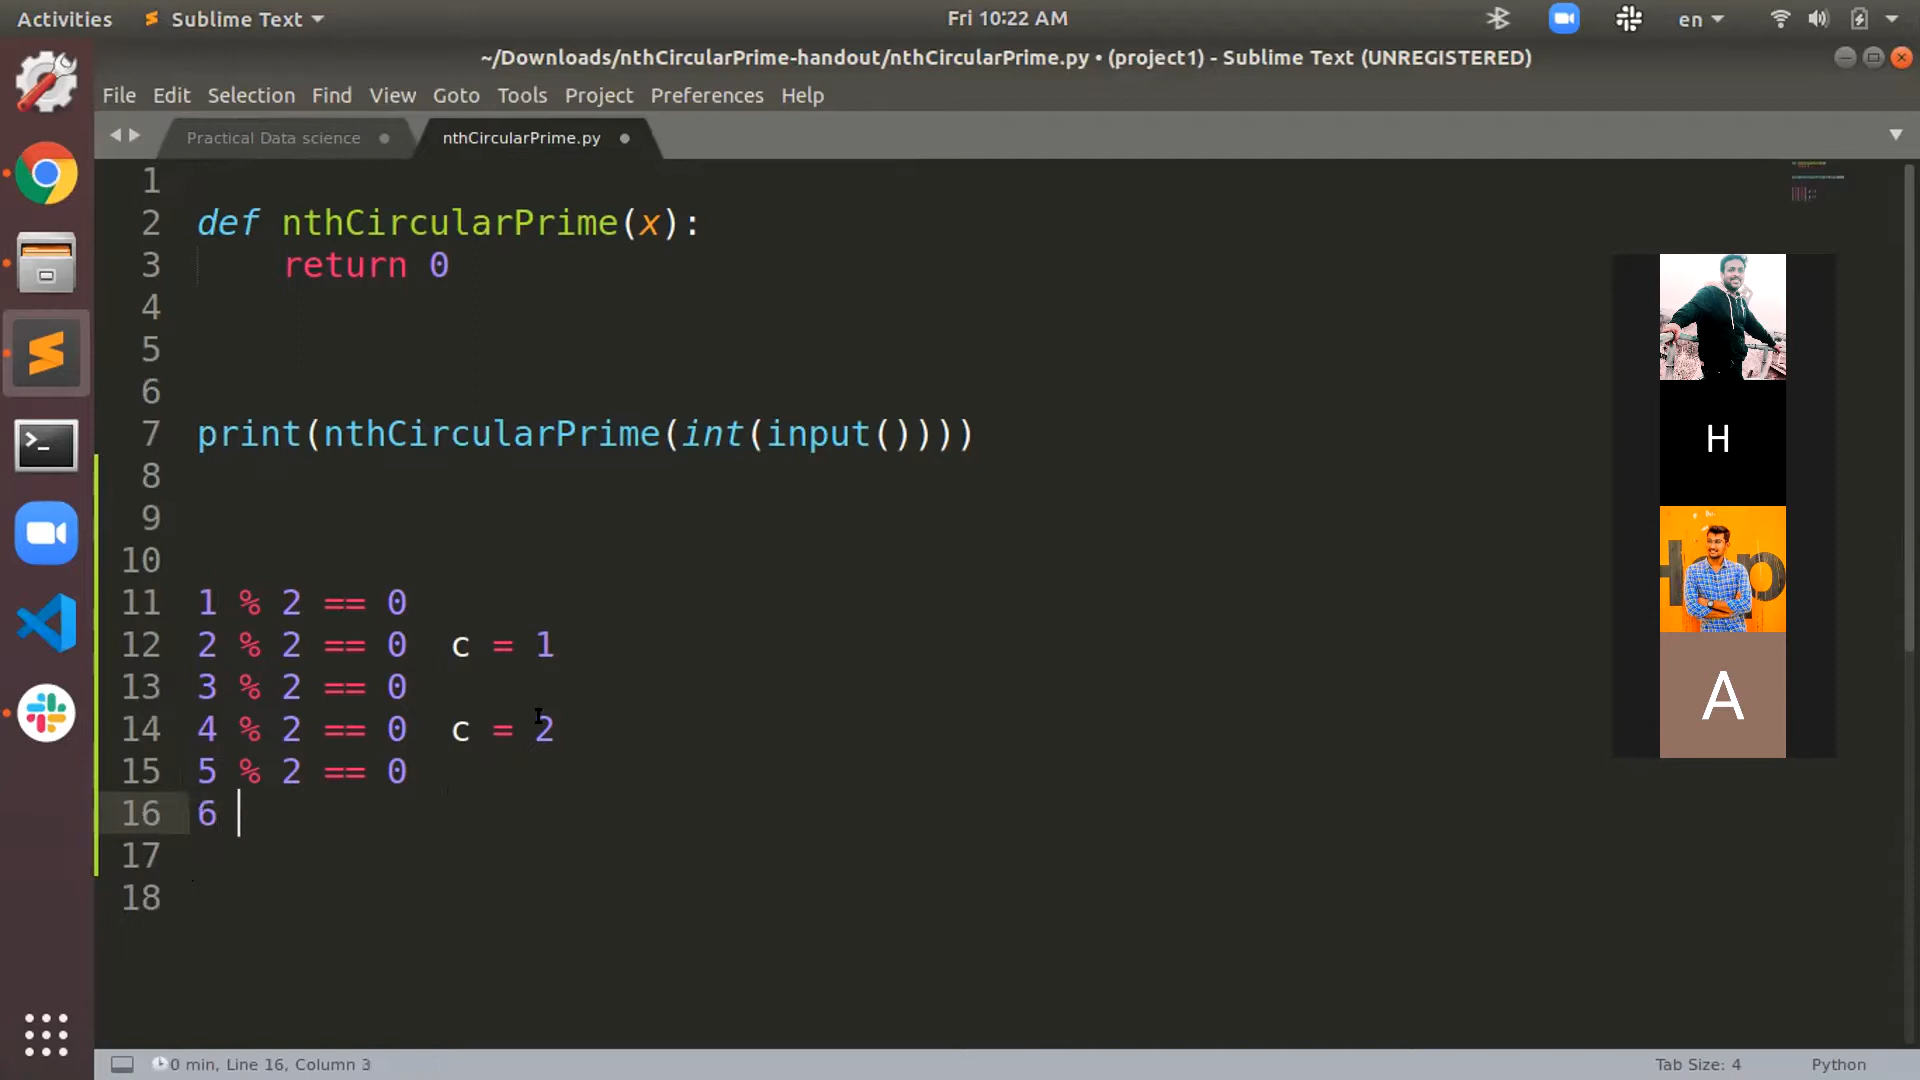 Activities Sublime Text Fri 10:22 AM en
~/Downloads/nthCircularPrime-handout/nthCircularPrime.py • (project1) - Sublime Text (UNREGISTERED)
File Edit Selection Find View Goto Tools Project Preferences Help
Practical Data science nthCircularPrime.py
1
2 def nthCircularPrime(x):
3 return 0
4
5
6
7 print(nthCircularPrime(int(input())))
8
9
10
11 1 % 2 == 0
12 2 % 2 == 0 c = 1
13 3 % 2 == 0
14 4 % 2 == 0 c = 2
15 5 % 2 == 0
16 6
17
18
H
A
0 min, Line 16, Column 3 Tab Size: 4 Python